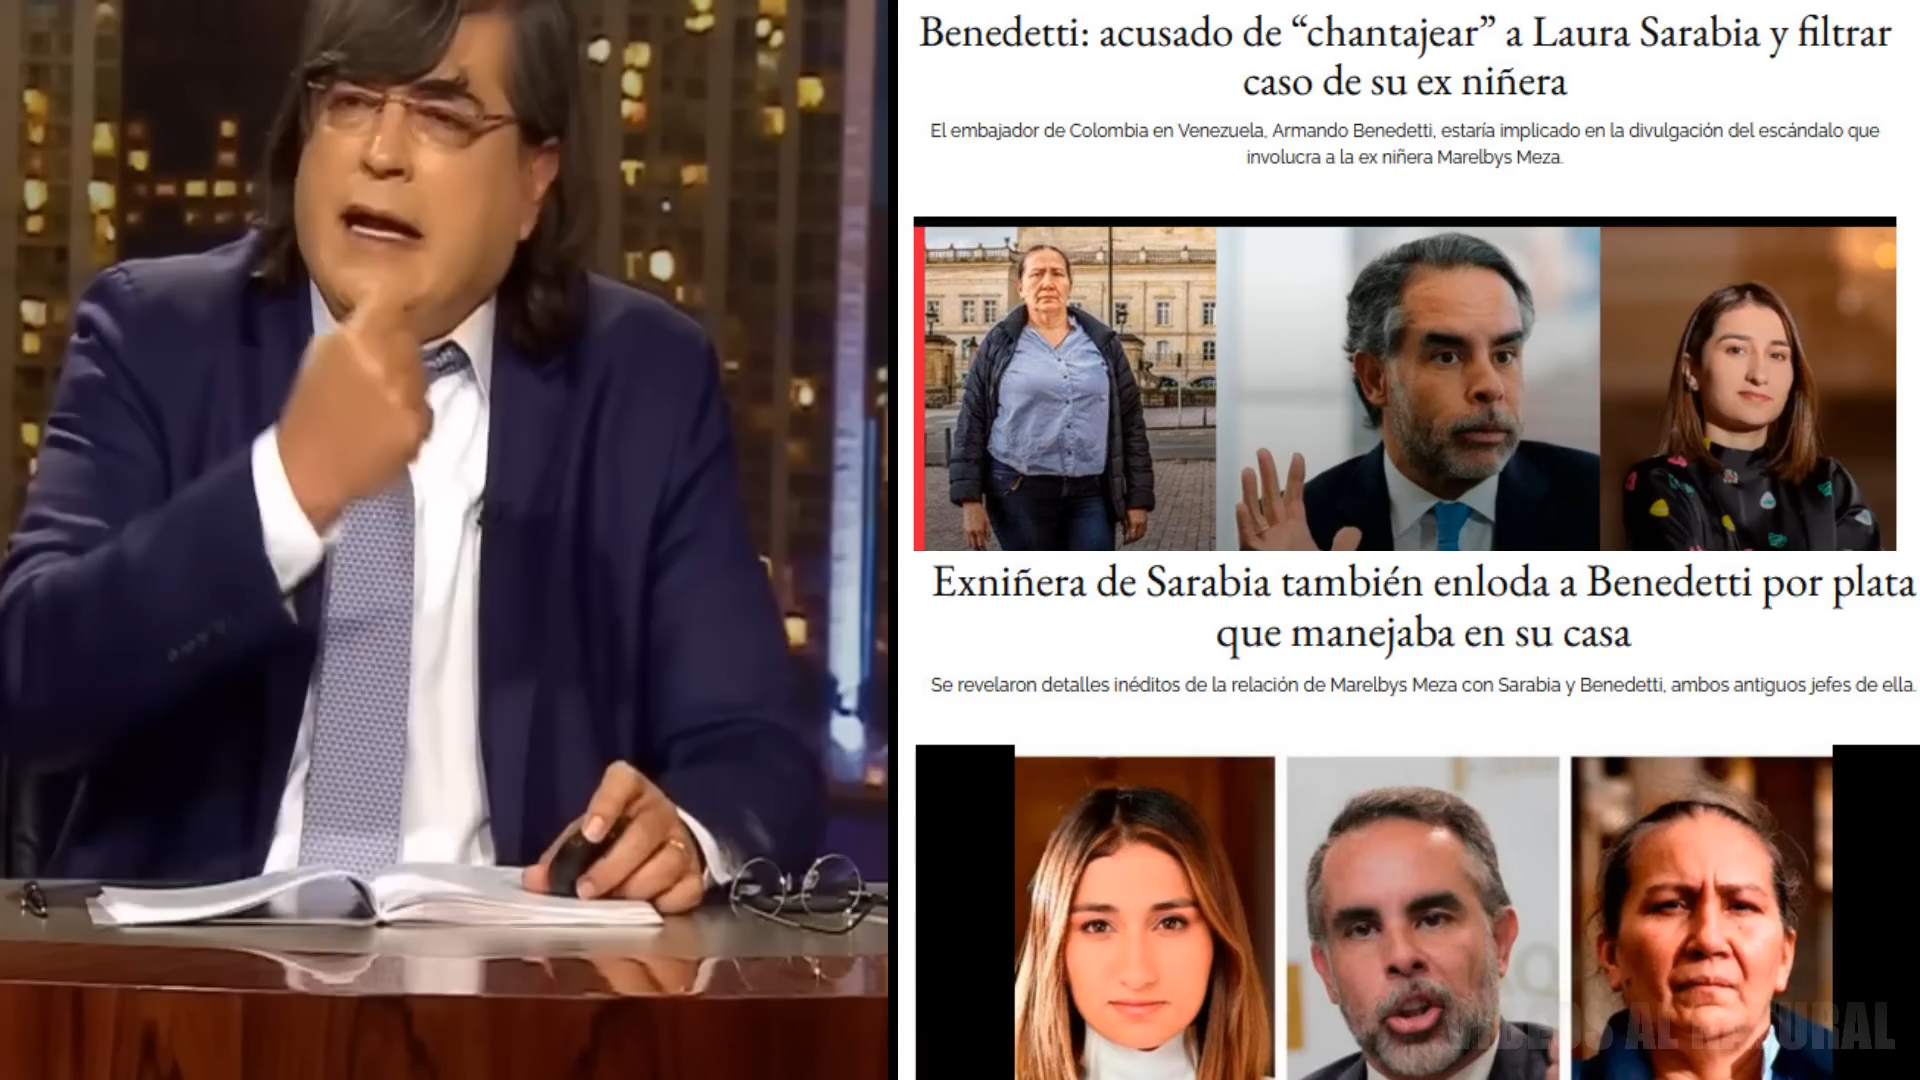 Benedetti: acusado de “chantajear” a Laura Sarabia y filtrar
caso de su ex niñera
El embajador de Colombia en Venezuela, Armando Benedetti, estaría implicado en la divulgación del escándalo que
involucra a la ex niñera Marelbys Meza.
Exniñera de Sarabia también enloda a Benedetti por plata
que manejaba en su casa
Se revelaron detalles inéditos de la relación de Marelbys Meza con Sarabia y Benedetti, ambos antiguos jefes de ella.
VIDEOS AL NATURAL